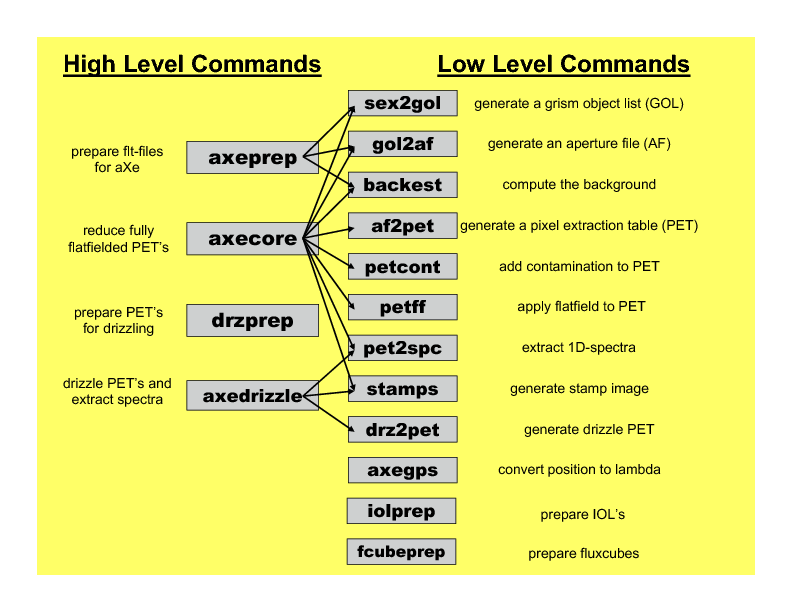 High Level Commands
Low Level Commands
sex2gol
generate a grism object list (GOL)
prepare flt-files
for aXe
axeprep
gol2af
generate an aperture file (AF)
backest
compute the background
reduce fully
flatfielded PET's
axecore
af2pet
generate a pixel extraction table (PET)
petcont
add contamination to PET
prepare PET's
for drizzling
drzprep
petff
apply flatfield to PET
pet2spc
extract 1D-spectra
drizzle PET's and
extract spectra
axedrizzle
stamps
generate stamp image
drz2pet
generate drizzle PET
axegps
convert position to lambda
iolprep
prepare IOL's
fcubeprep
prepare fluxcubes